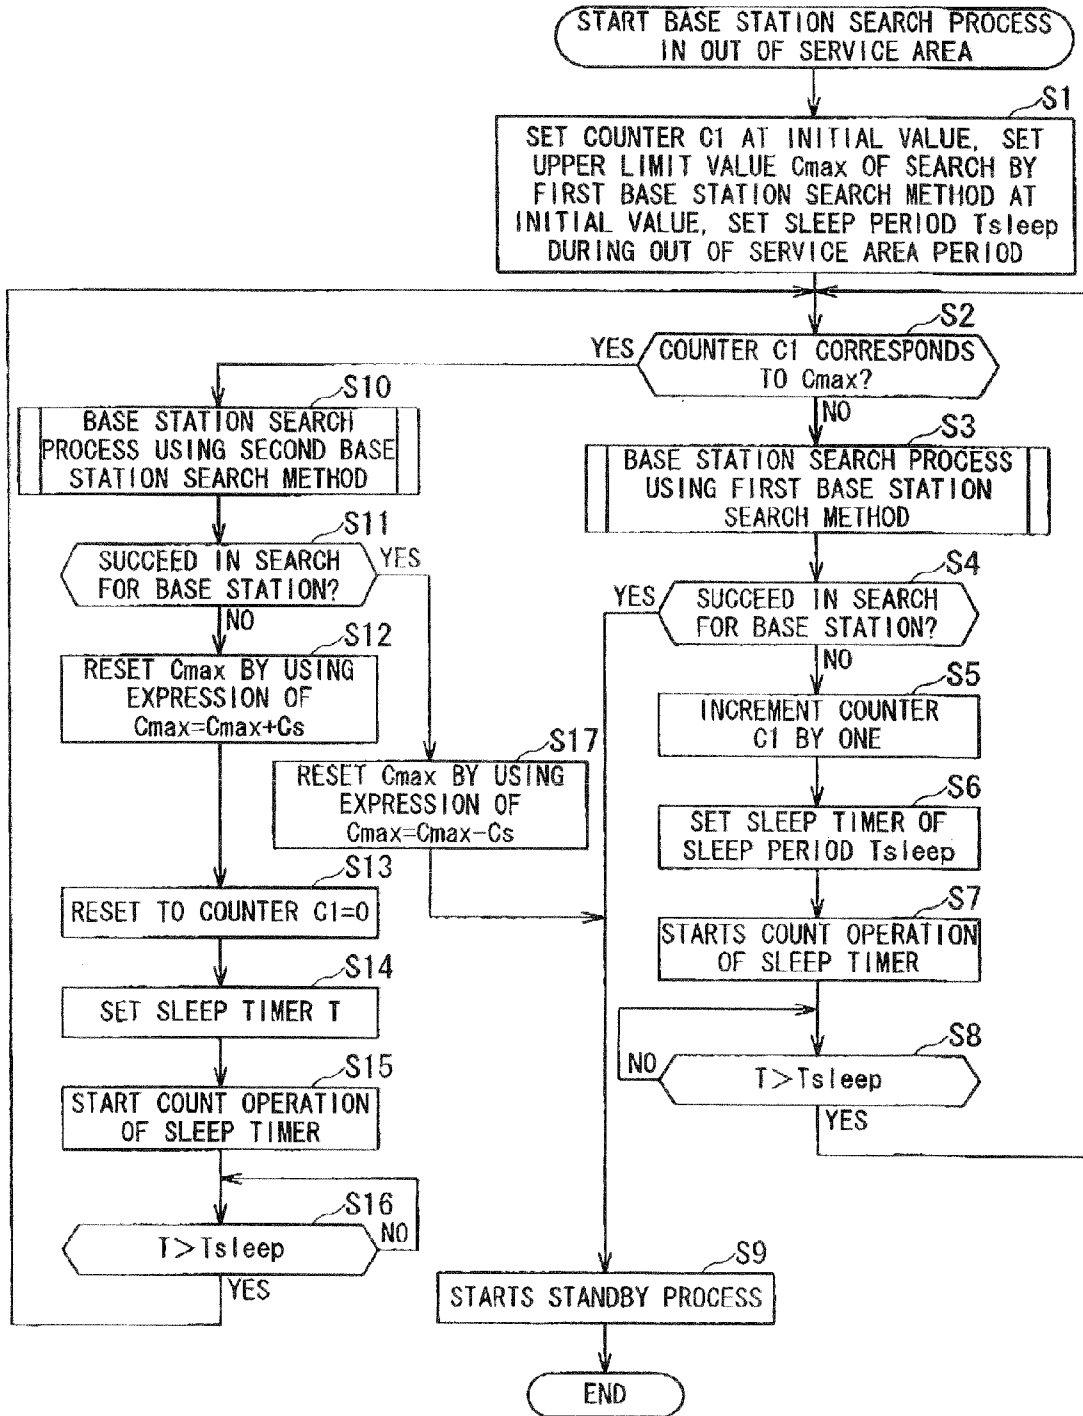 START BASE STATION SEARCH PROCESS
IN OUT OF SERVICE AREA
S1
SET COUNTER C1 AT INITIAL VALUE, SET
UPPER LIMIT VALUE Cmax OF SEARCH BY
FIRST BASE STATION SEARCH METHOD AT
INITIAL VALUE, SET SLEEP PERIOD Tsleep
DURING OUT OF SERVICE AREA PERIOD
S2
COUNTER C1 CORRESPONDS
TO Cmax?
YES
NO
S3
BASE STATION SEARCH PROCESS
USING FIRST BASE STATION
SEARCH METHOD
S4
SUCCEED IN SEARCH
FOR BASE STATION?
YES
NO
S5
INCREMENT COUNTER
C1 BY ONE
S6
SET SLEEP TIMER OF
SLEEP PERIOD Tsleep
S7
STARTS COUNT OPERATION
OF SLEEP TIMER
S8
T>Tsleep
NO
YES
S10
BASE STATION SEARCH
PROCESS USING SECOND BASE
STATION SEARCH METHOD
S11
SUCCEED IN SEARCH
FOR BASE STATION?
YES
NO
S12
RESET Cmax BY USING
EXPRESSION OF
Cmax=Cmax+Cs
S17
RESET Cmax BY USING
EXPRESSION OF
Cmax=Cmax-Cs
S13
RESET TO COUNTER C1=0
S14
SET SLEEP TIMER T
S15
START COUNT OPERATION
OF SLEEP TIMER
S16
T>Tsleep
NO
YES
S9
STARTS STANDBY PROCESS
END